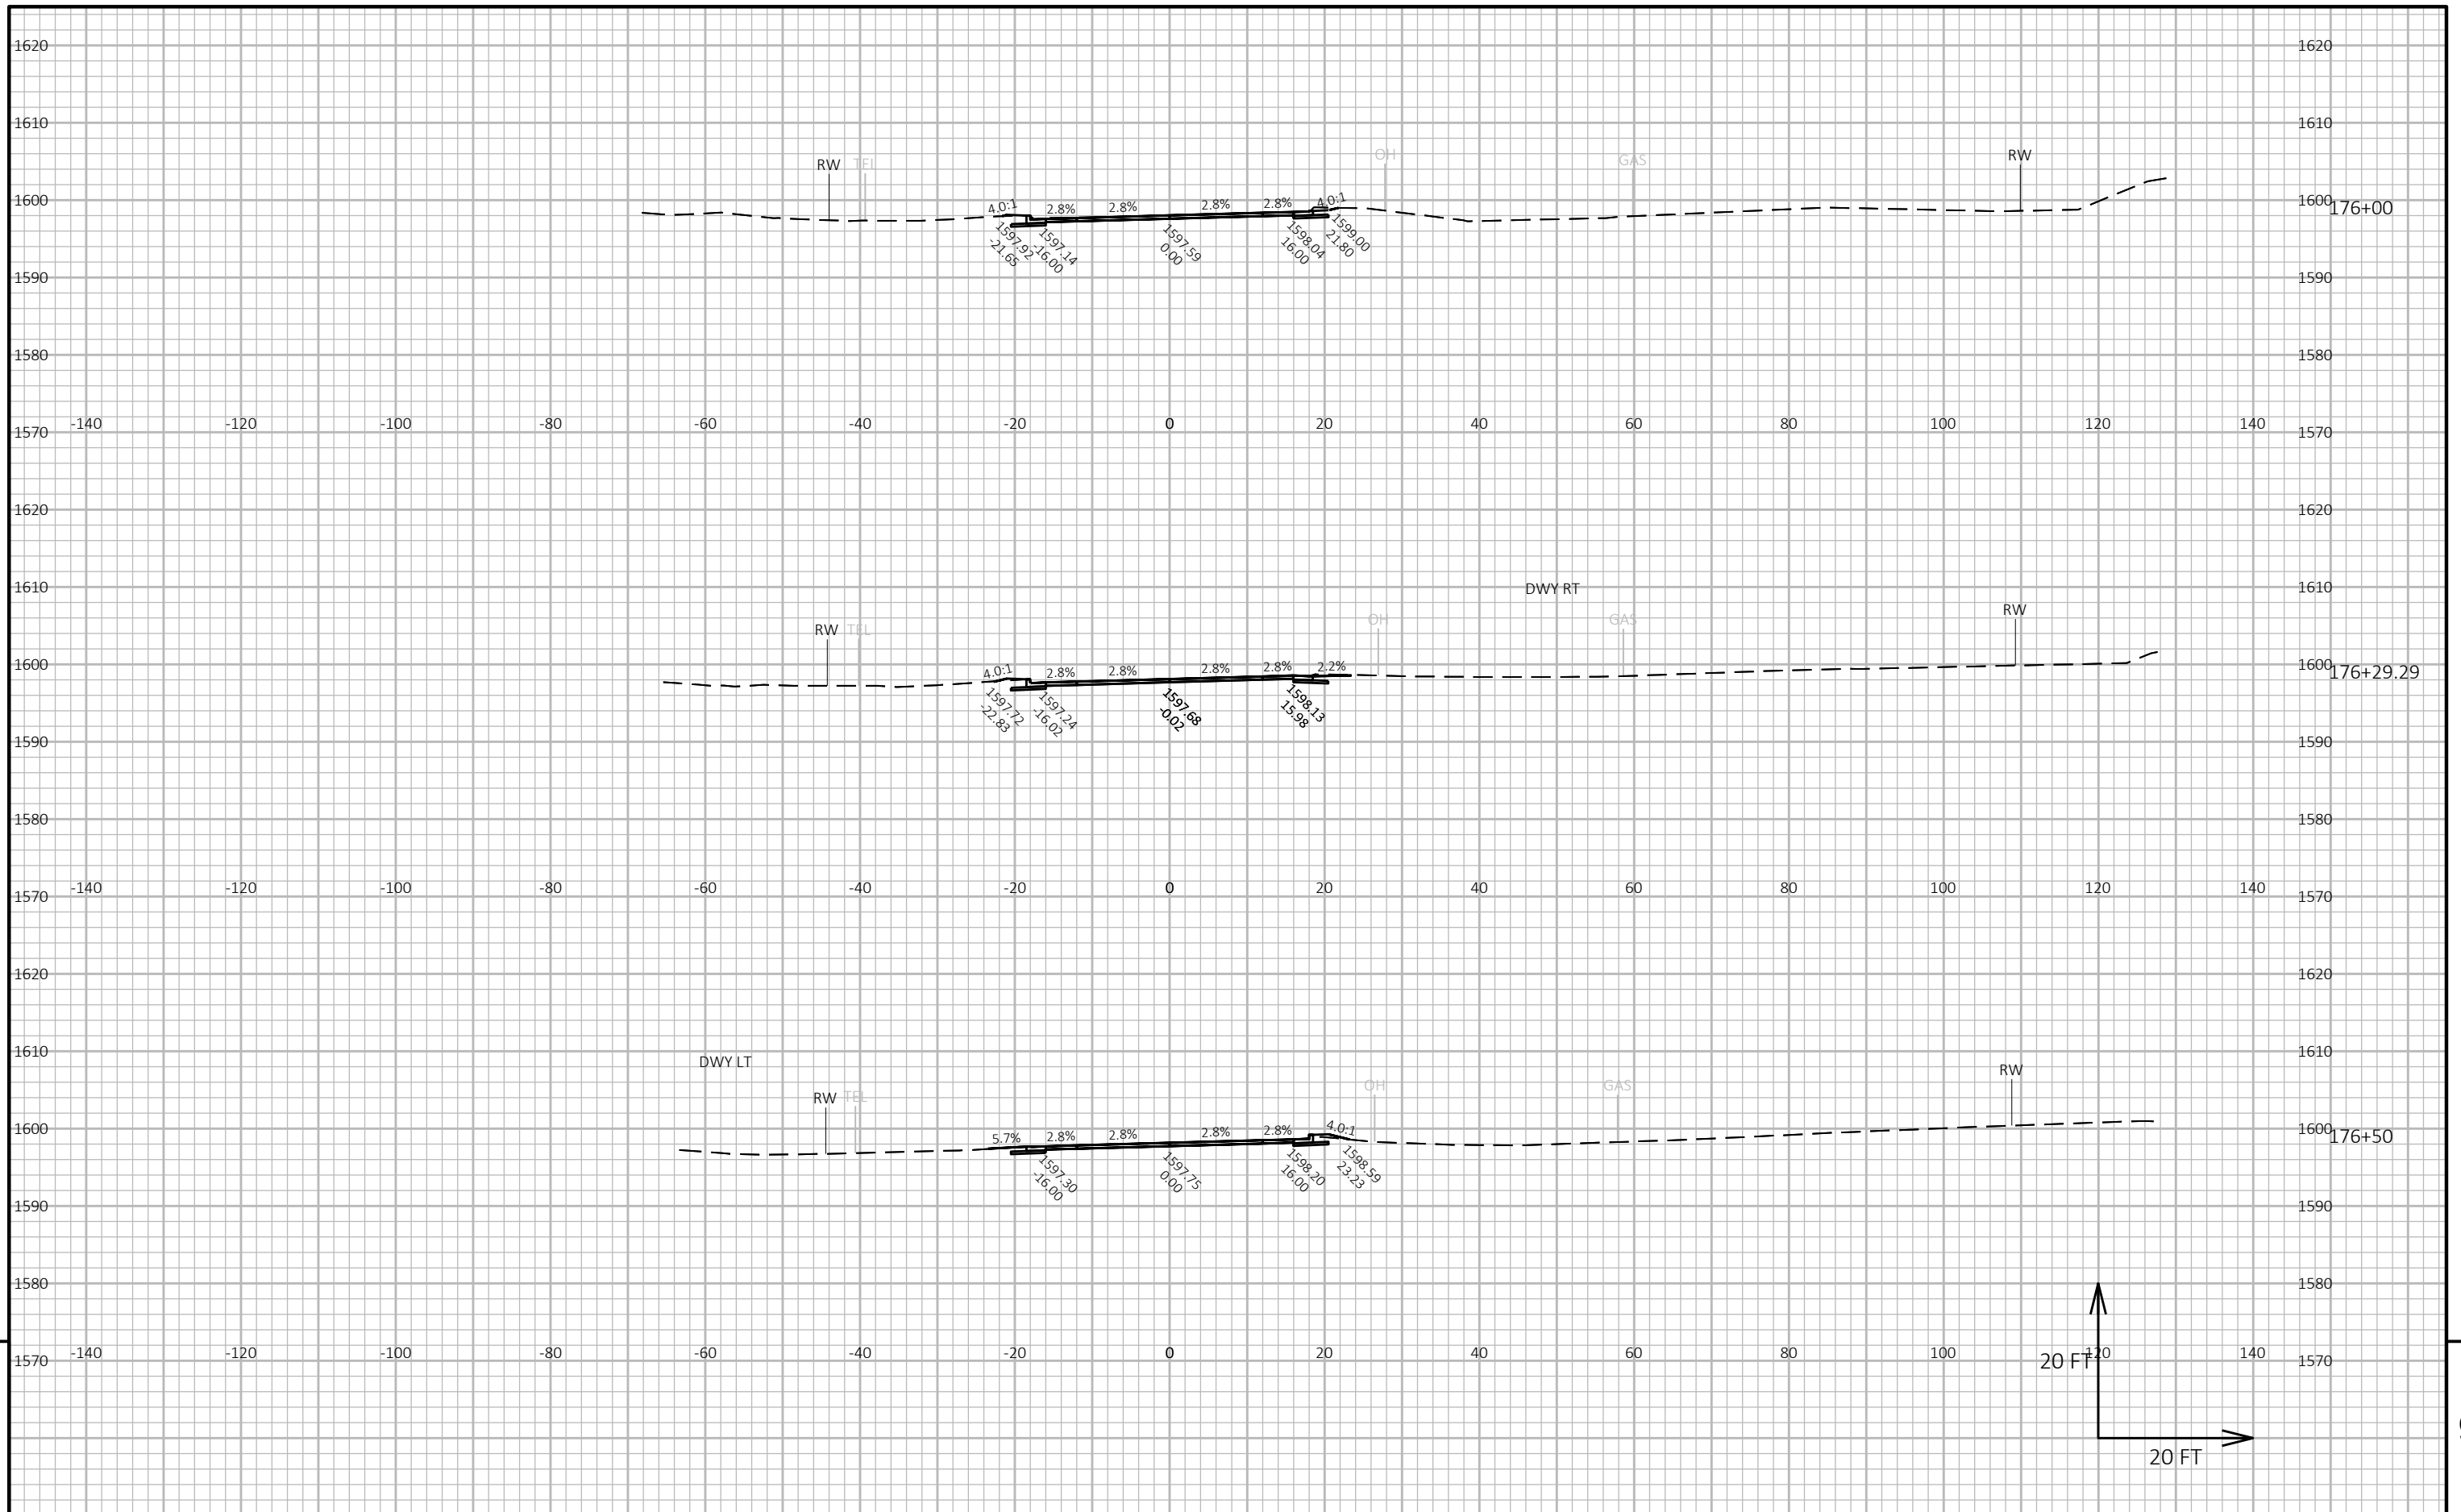 1620 1620
1610 1610
RW TEL OH GAS RW
1600 4.0:1 2.8% 2.8% 2.8% 2.8% 4.0:1 1600 176+00
1597.92 1597.14 1597.59 1598.04 1599.00
-21.65 -16.00 0.00 16.00 21.80
1590 1590
1580 1580
-140 -120 -100 -80 -60 -40 -20 0 20 40 60 80 100 120 140
1570 1570
1620 1620
1610 DWY RT 1610
RW TEL OH GAS RW
1600 4.0:1 2.8% 2.8% 2.8% 2.8% 2.2% 1600 176+29.29
1597.72 1597.24 1597.68 1598.13
-22.83 -16.02 -0.02 15.98
1590 1590
1580 1580
-140 -120 -100 -80 -60 -40 -20 0 20 40 60 80 100 120 140
1570 1570
1620 1620
1610 1610
DWY LT
RW TEL OH GAS RW
1600 5.7% 2.8% 2.8% 2.8% 2.8% 4.0:1 1600 176+50
1597.30 1597.75 1598.20 1598.59
-16.00 0.00 16.00 23.23
1590 1590
1580 1580
-140 -120 -100 -80 -60 -40 -20 0 20 40 60 80 100 120 140
1570 20 FT 1570
20 FT